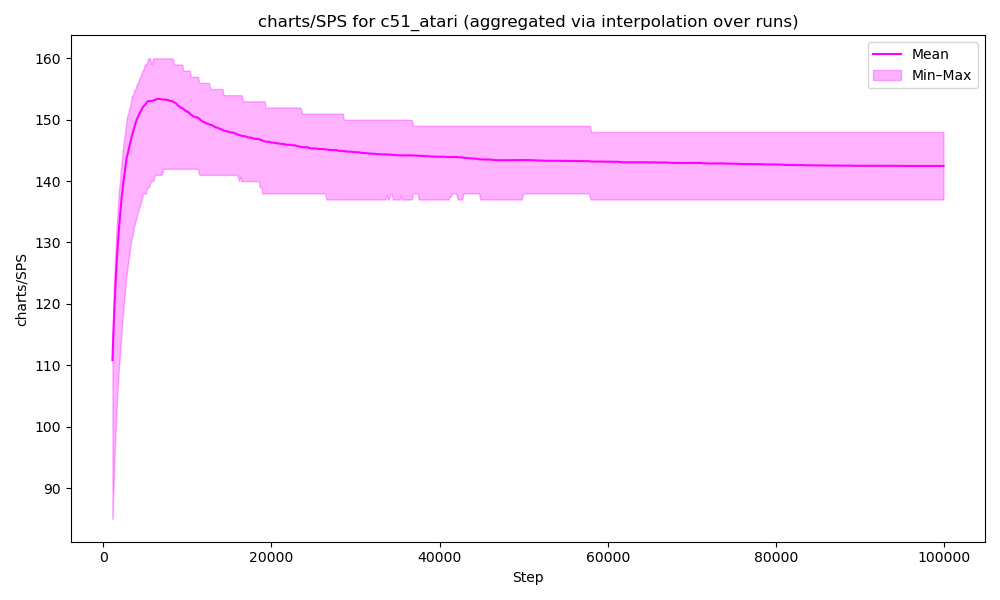 charts/SPS for c51_atari (aggregated via interpolation over runs)
Mean
Min–Max
charts/SPS
160
150
140
130
120
110
100
90
0 20000 40000 60000 80000 100000
Step